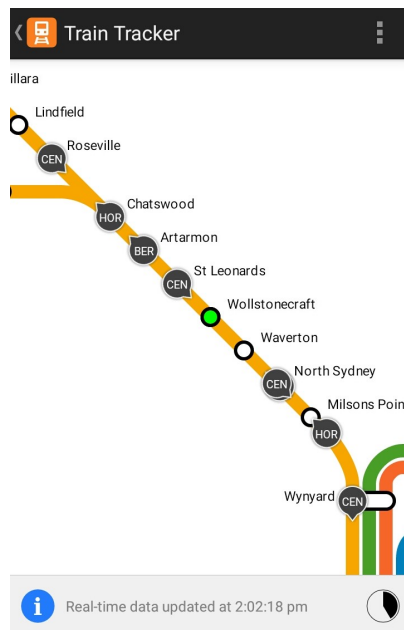 Train Tracker
illara
Lindfield
Roseville
CEN
Chatswood
HOR
Artarmon
BER
St Leonards
CEN
Wollstonecraft
Waverton
North Sydney
CEN
Milsons Poin
HOR
Wynyard
CEN
i
Real-time data updated at 2:02:18 pm